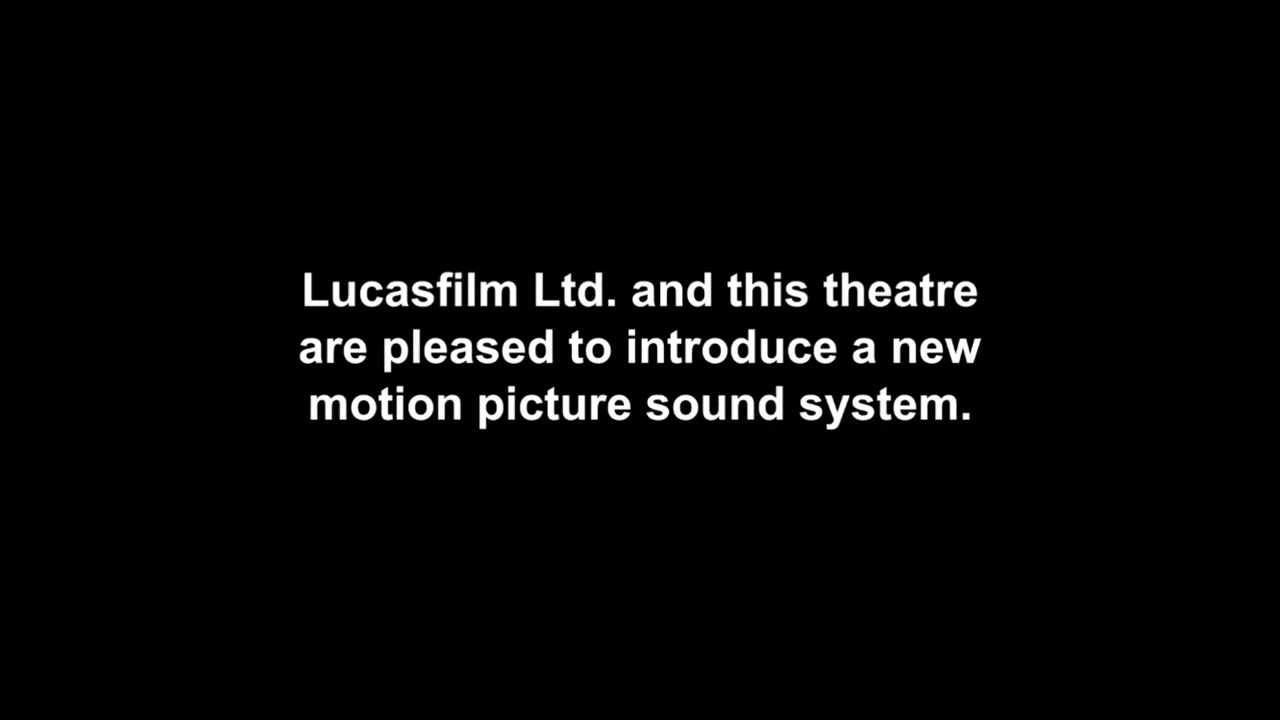 Lucasfilm Ltd. and this theatre
are pleased to introduce a new
motion picture sound system.